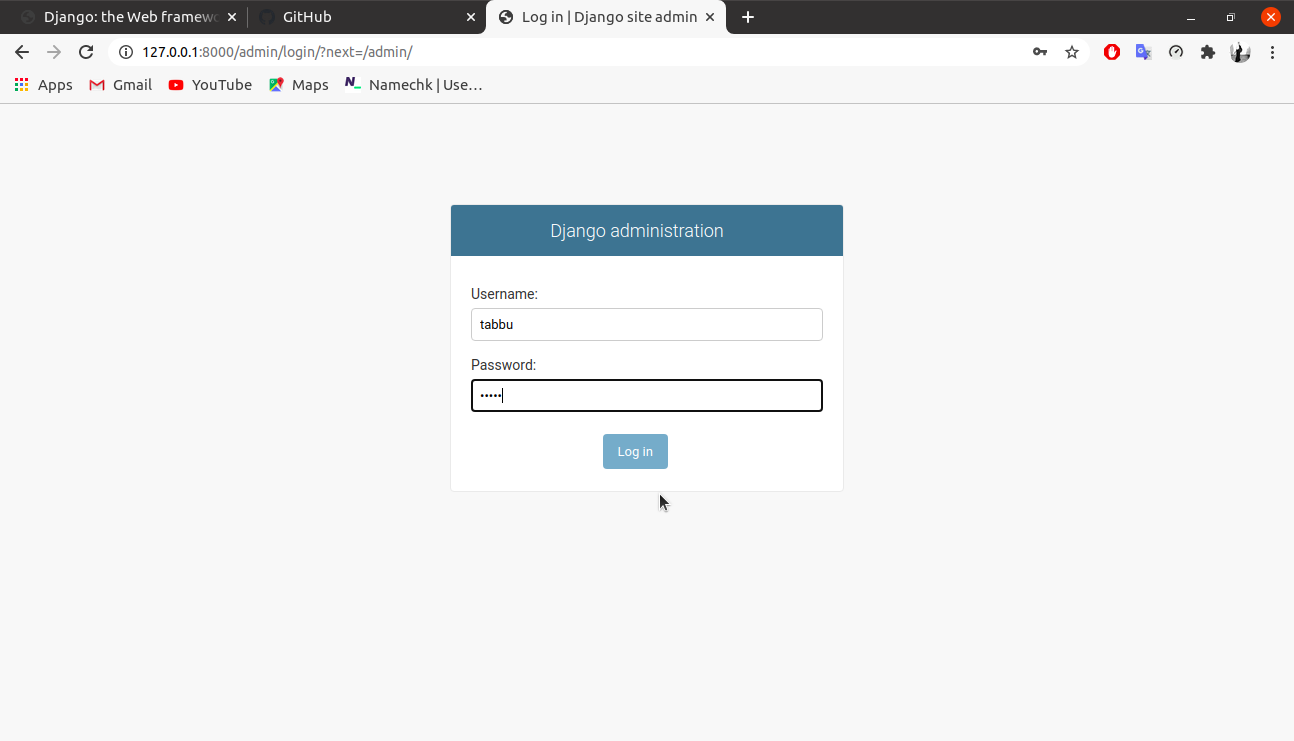 Django: the Web framewo
GitHub
Log in | Django site admin
127.0.0.1:8000/admin/login/?next=/admin/
Apps
Gmail
YouTube
Maps
Namechk | Use…
Django administration
Username:
tabbu
Password:
•••••
Log in